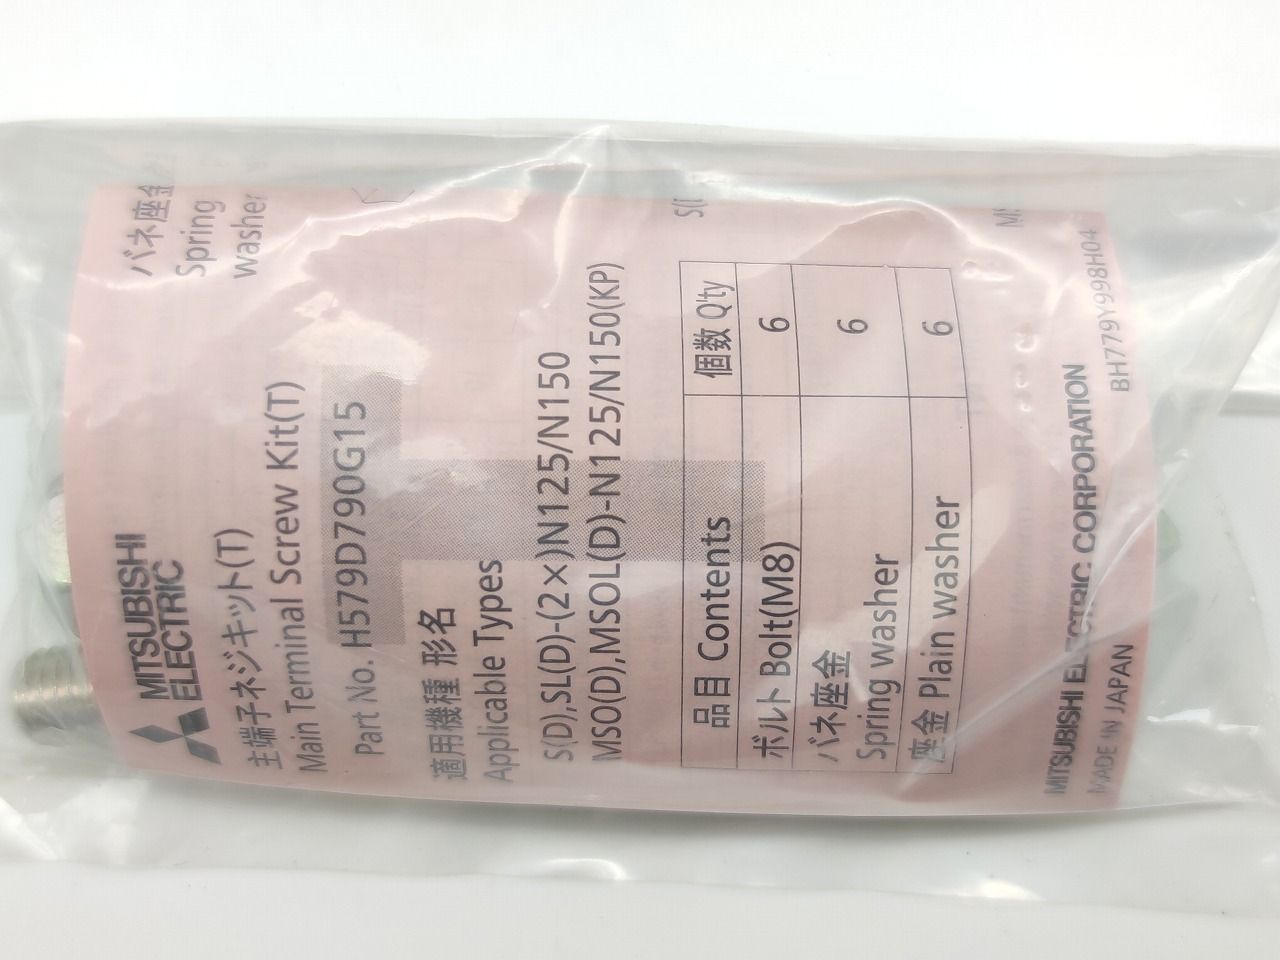 バネ座金
Spring
washer
MITSUBISHI
ELECTRIC
主端子ネジキット(T)
Main Terminal Screw Kit(T)
Part No. H579D790G15
適用機種 形名
Applicable Types
S(D),SL(D)-(2×)N125/N150
MSO(D),MSOL(D)-N125/N150(KP)
品目 Contents 個数 Q'ty
ボルト Bolt(M8) 6
バネ座金
Spring washer 6
座金 Plain washer 6
MITSUBISHI ELECTRIC CORPORATION
MADE IN JAPAN BH779Y998H04